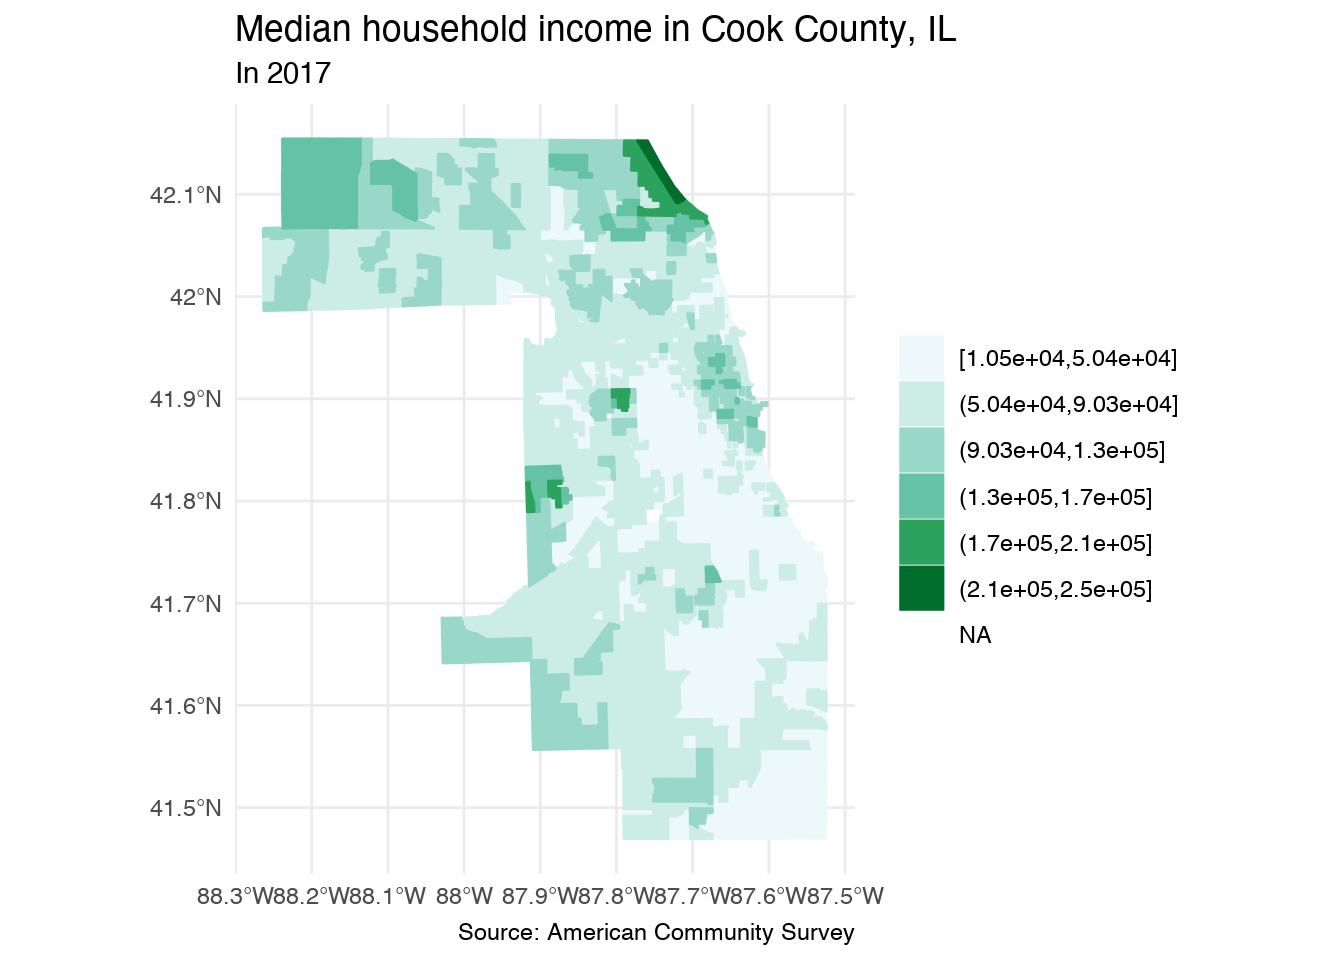 Median household income in Cook County, IL
In 2017
42.1°N
42°N
41.9°N
41.8°N
41.7°N
41.6°N
41.5°N
88.3°W 88.2°W 88.1°W 88°W 87.9°W 87.8°W 87.7°W 87.6°W 87.5°W
[1.05e+04,5.04e+04]
(5.04e+04,9.03e+04]
(9.03e+04,1.3e+05]
(1.3e+05,1.7e+05]
(1.7e+05,2.1e+05]
(2.1e+05,2.5e+05]
NA
Source: American Community Survey